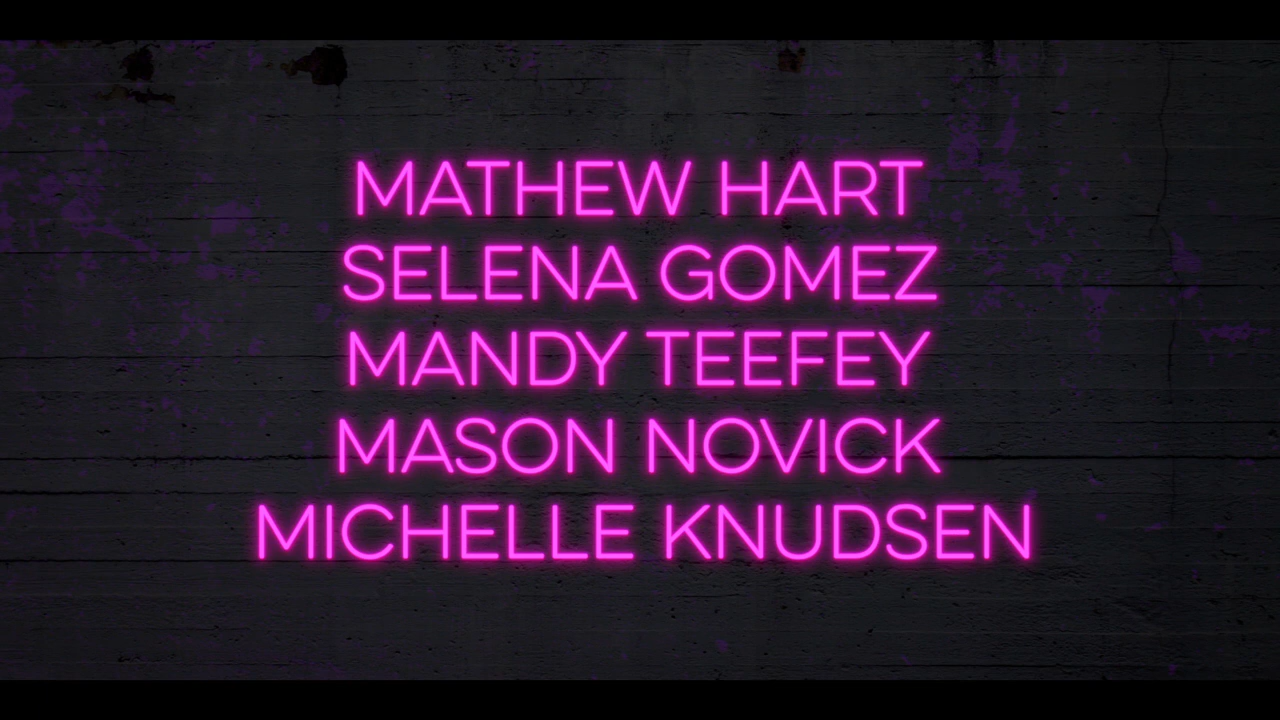 MATHEW HART
SELENA GOMEZ
MANDY TEEFEY
MASON NOVICK
MICHELLE KNUDSEN